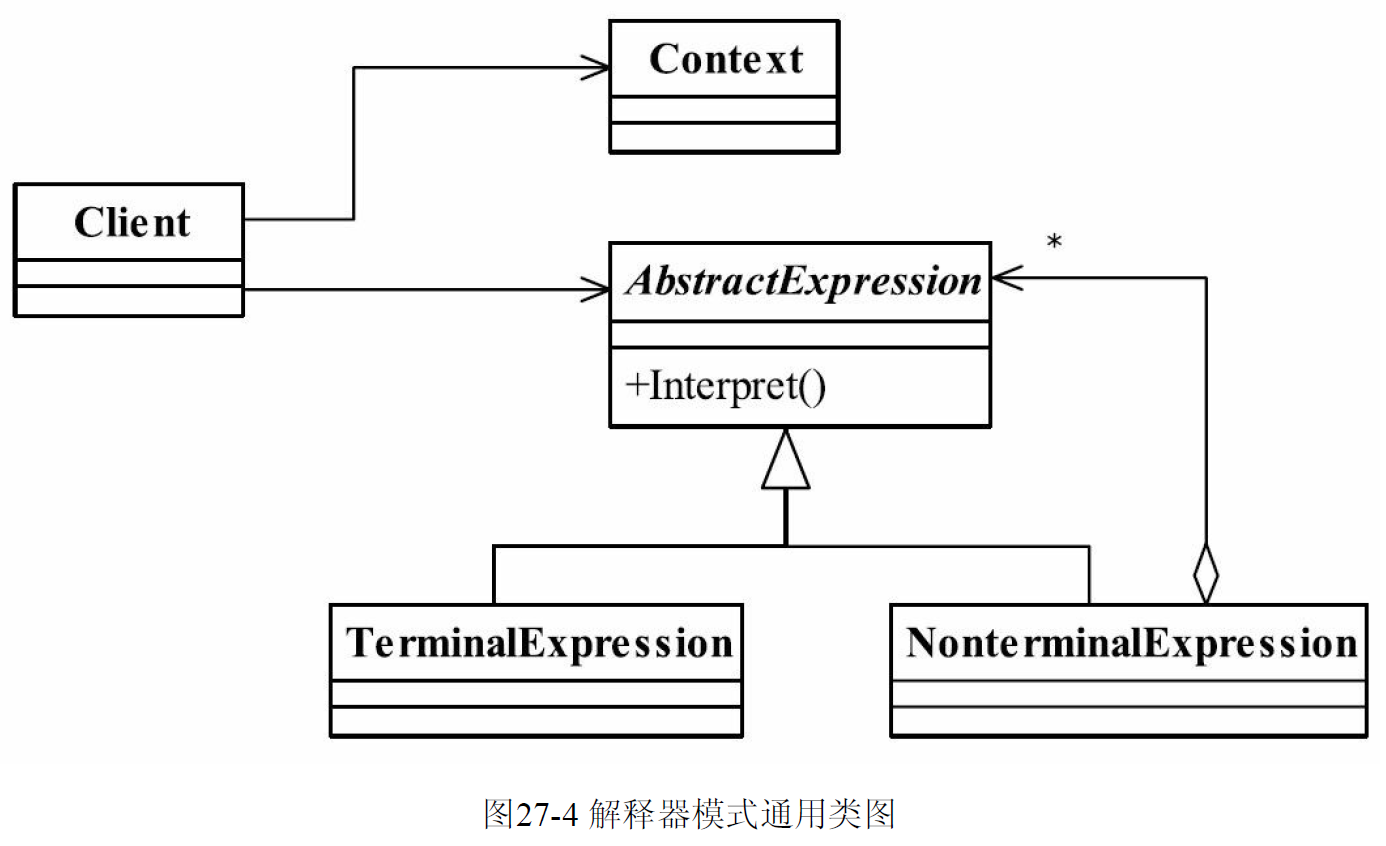 Context
Client
*
AbstractExpression
+Interpret()
TerminalExpression
NonterminalExpression
图27-4 解释器模式通用类图